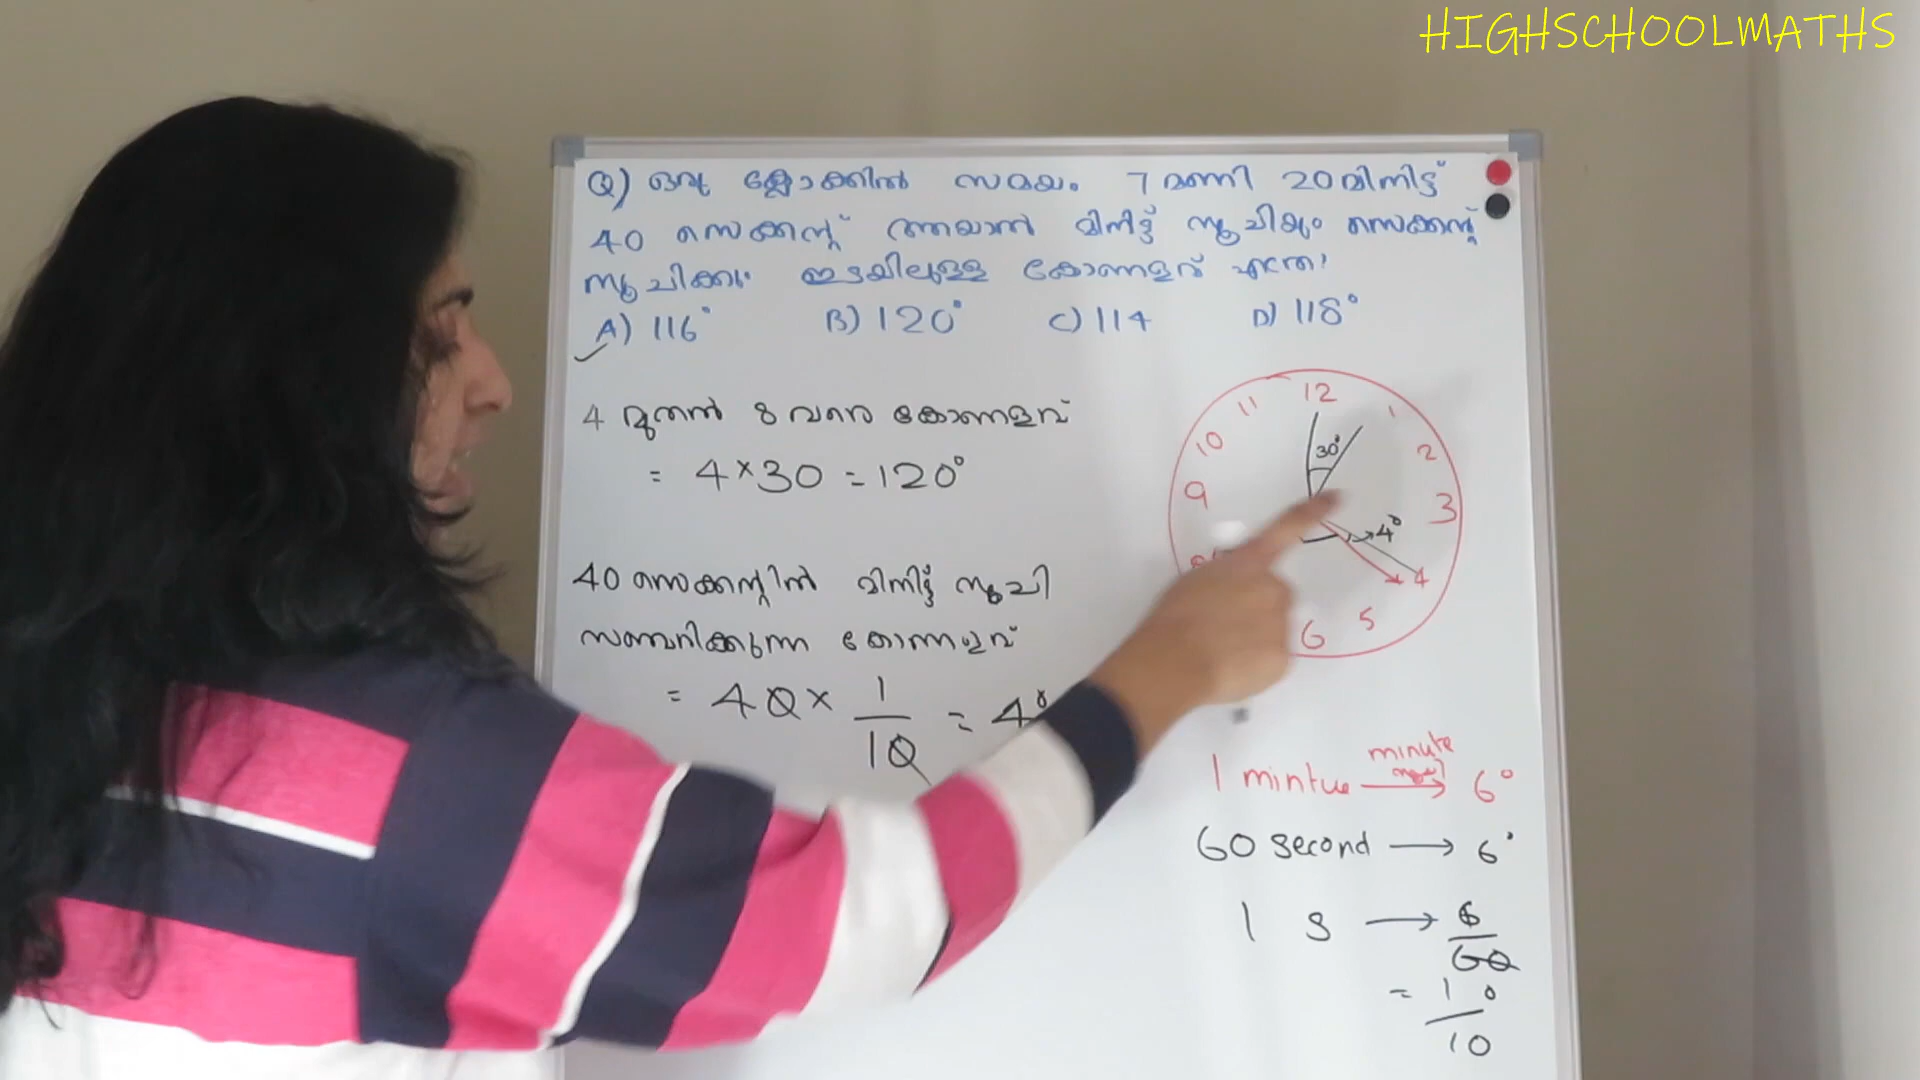 HIGHSCHOOLMATHS
Q) ഒരു ക്ലോക്കിൽ സമയം 7 മണി 20 മിനിട്ട്
40 സെക്കന്റ് ആയാൽ മിനിട്ട് സൂചിയും സെക്കന്റ്
സൂചിക്കും ഇടയിലുള്ള കോണളവ് എത്ര?
A) 116° B) 120° C) 114 D) 118°
4 മുതൽ 8 വരെ കോണളവ്
= 4×30 = 120°
40 സെക്കന്റിൽ മിനിട്ട് സൂചി
സഞ്ചരിക്കുന്ന കോണളവ്
= 40 × 1/10 = 4°
12
11 1
10 30° 2
9 3
4°
4
5
6
1 mintue minute → 6°
60 second → 6°
1 s → 6/60
= 1°/10